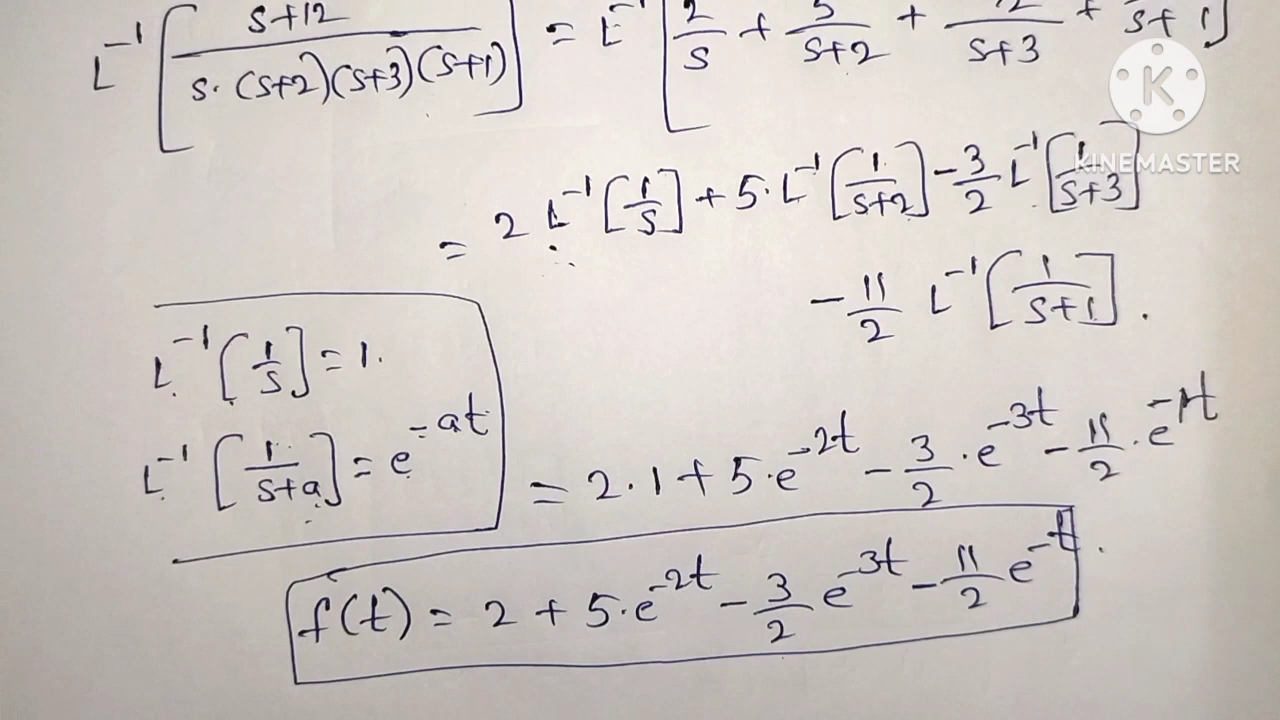 L⁻¹ [ s+12 / s·(s+2)(s+3)(s+1) ] = L⁻¹ [ 2/s + 5/s+2 + /s+3 + /s+1 ]
K
KINEMASTER
= 2 L⁻¹ [1/s] + 5· L⁻¹ [1/s+2] - 3/2 L⁻¹ [1/s+3]
- 11/2 L⁻¹ [1/s+1].
L⁻¹ [1/s] = 1.
L⁻¹ [1/s+a] = e^-at
= 2·1 + 5·e^-2t - 3/2 ·e^-3t - 11/2 ·e^-1t
f(t) = 2 + 5·e^-2t - 3/2 e^-3t - 11/2 e^-t.